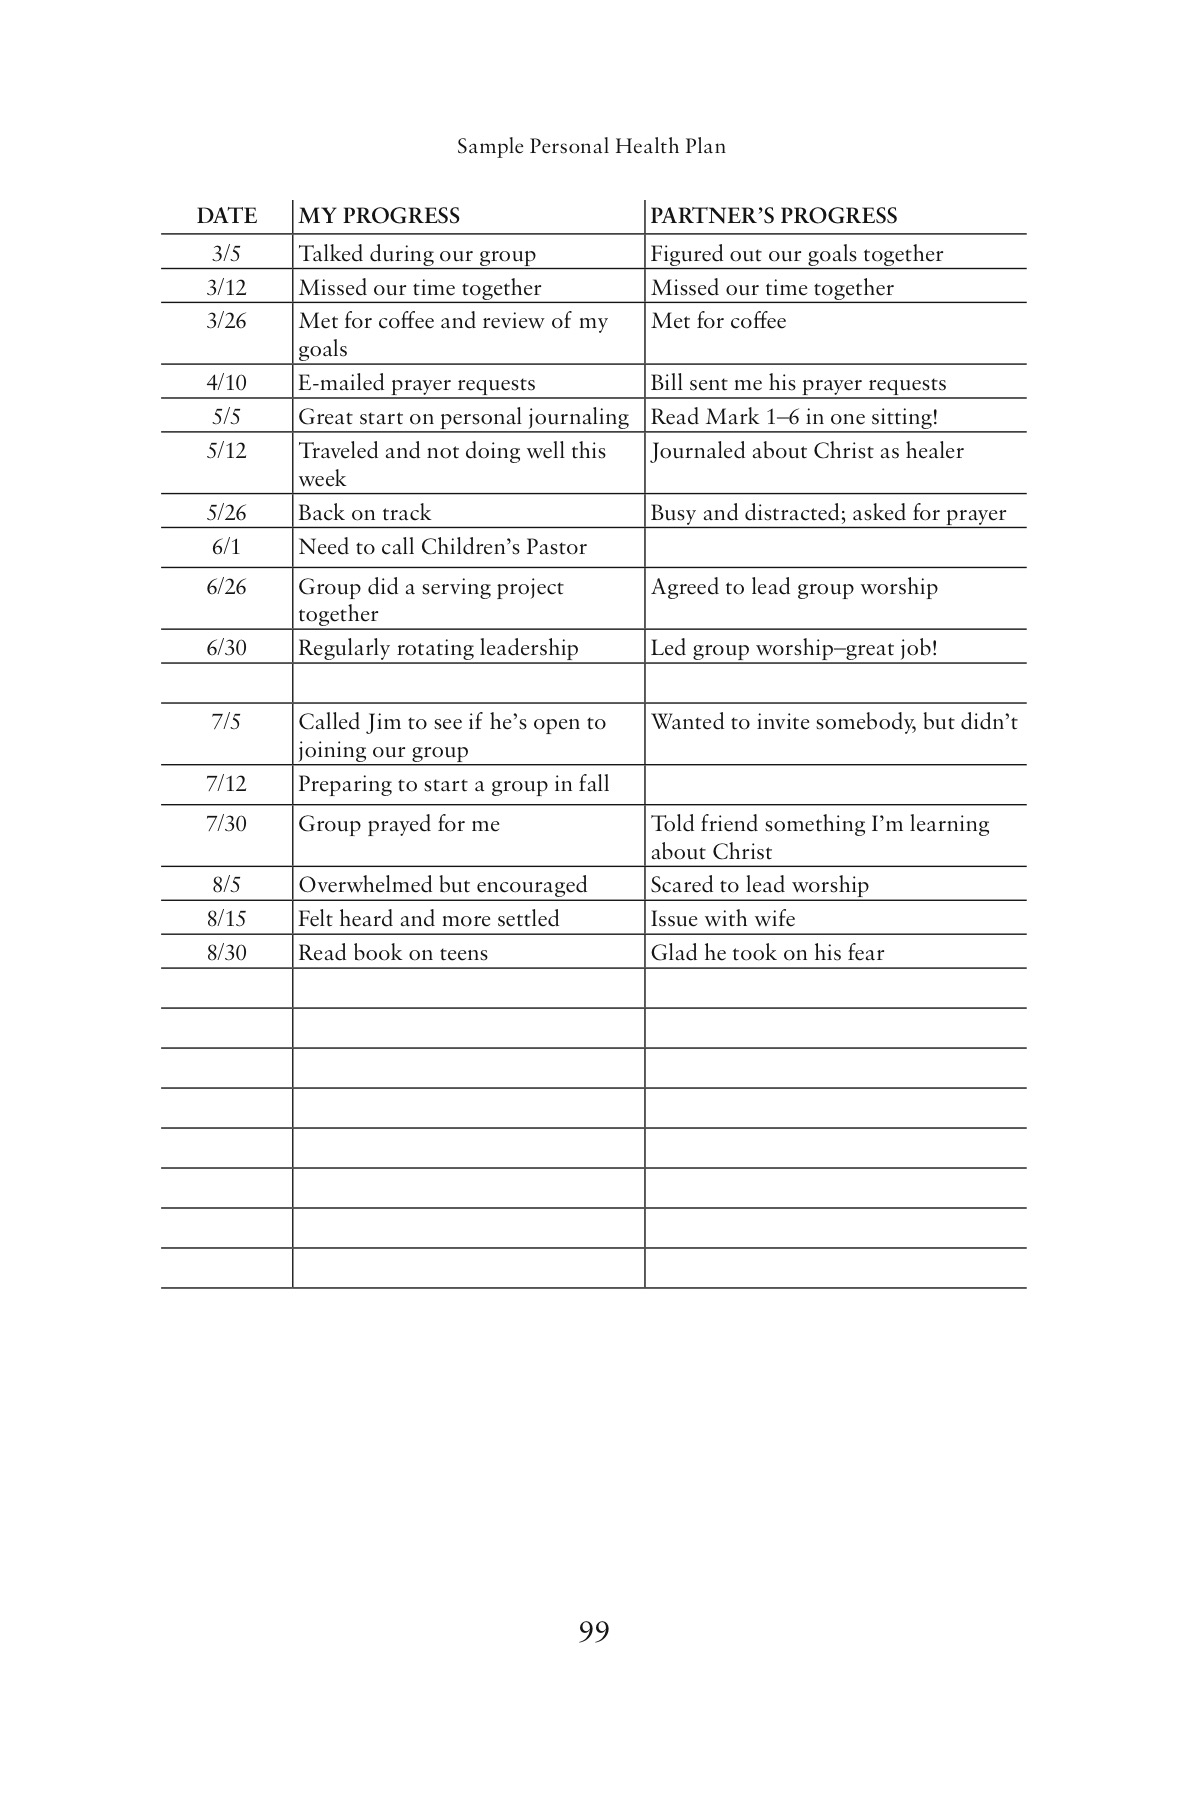 Sample Personal Health Plan
DATE MY PROGRESS PARTNER’S PROGRESS
3/5 Talked during our group Figured out our goals together
3/12 Missed our time together Missed our time together
3/26 Met for coffee and review of my Met for coffee
goals
4/10 E-mailed prayer requests Bill sent me his prayer requests
5/5 Great start on personal journaling Read Mark 1–6 in one sitting!
5/12 Traveled and not doing well this Journaled about Christ as healer
week
5/26 Back on track Busy and distracted; asked for prayer
6/1 Need to call Children’s Pastor
6/26 Group did a serving project Agreed to lead group worship
together
6/30 Regularly rotating leadership Led group worship–great job!
7/5 Called Jim to see if he’s open to Wanted to invite somebody, but didn’t
joining our group
7/12 Preparing to start a group in fall
7/30 Group prayed for me Told friend something I’m learning
about Christ
8/5 Overwhelmed but encouraged Scared to lead worship
8/15 Felt heard and more settled Issue with wife
8/30 Read book on teens Glad he took on his fear
99